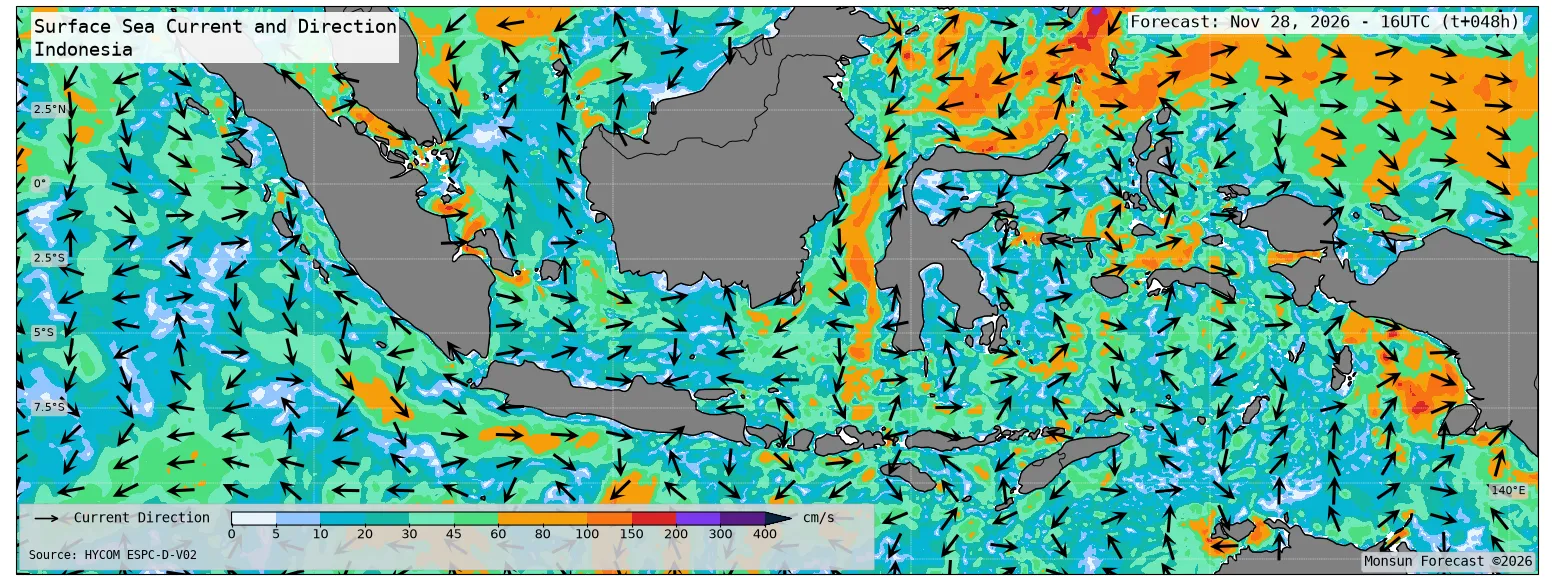 Surface Sea Current and Direction
Indonesia
Forecast: Nov 28, 2026 - 16UTC (t+048h)
2.5°N
0°
2.5°S
5°S
7.5°S
140°E
Current Direction
0 5 10 20 30 45 60 80 100 150 200 300 400 cm/s
Source: HYCOM ESPC-D-V02
Monsun Forecast ©2026